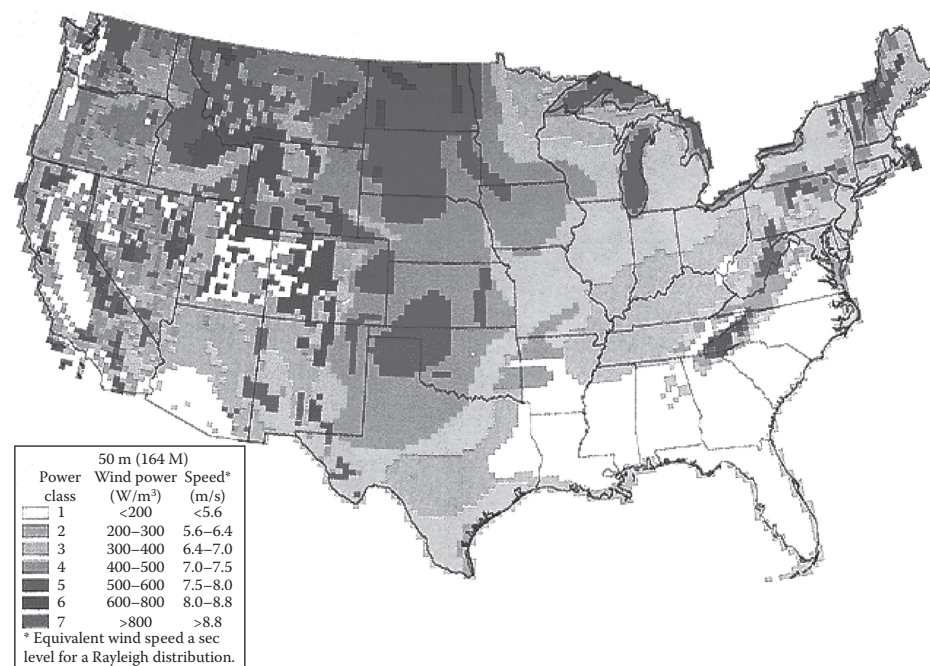 50 m (164 M)
Power Wind power Speed*
class (W/m³) (m/s)
1 <200 <5.6
2 200–300 5.6–6.4
3 300–400 6.4–7.0
4 400–500 7.0–7.5
5 500–600 7.5–8.0
6 600–800 8.0–8.8
7 >800 >8.8
* Equivalent wind speed a sec
level for a Rayleigh distribution.